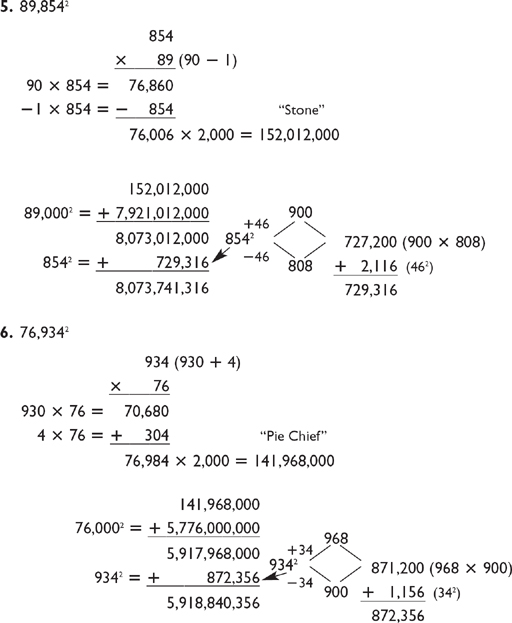 5. 89,854²
854
× 89 (90 − 1)
90 × 854 = 76,860
−1 × 854 = − 854 “Stone”
76,006 × 2,000 = 152,012,000
152,012,000
89,000² = + 7,921,012,000
+46 900
8,073,012,000 854² 727,200 (900 × 808)
−46 808
854² = + 729,316 + 2,116 (46²)
8,073,741,316 729,316
6. 76,934²
934 (930 + 4)
× 76
930 × 76 = 70,680
4 × 76 = + 304 “Pie Chief”
76,984 × 2,000 = 141,968,000
141,968,000
76,000² = + 5,776,000,000
+34 968
5,917,968,000 934² 871,200 (968 × 900)
−34 900
934² = + 872,356 + 1,156 (34²)
5,918,840,356 872,356